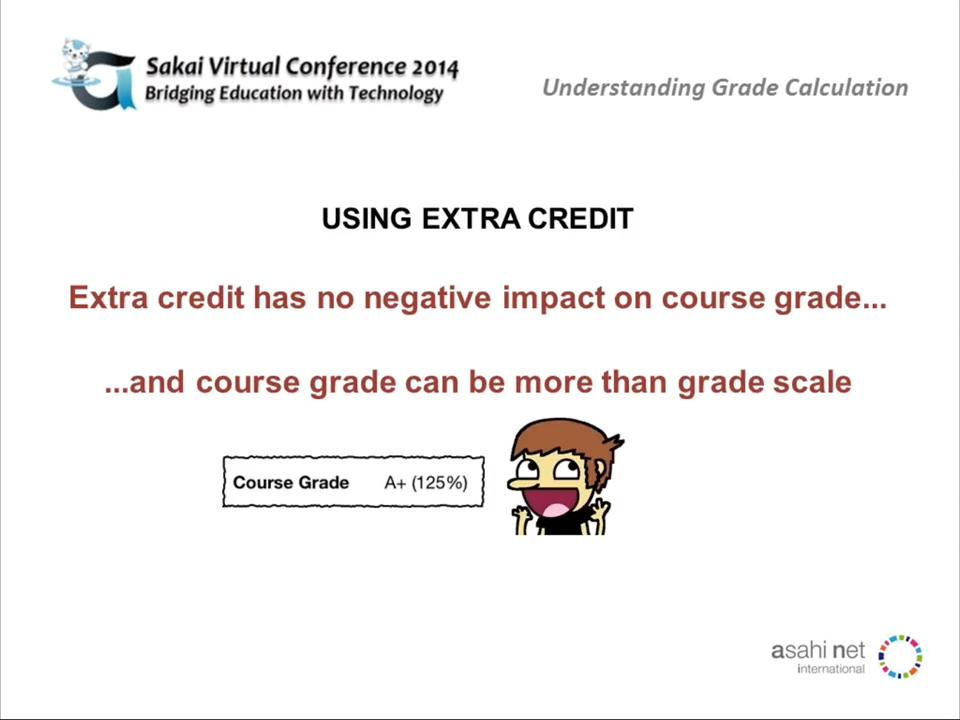 Sakai Virtual Conference 2014
Bridging Education with Technology
Understanding Grade Calculation
USING EXTRA CREDIT
Extra credit has no negative impact on course grade...
...and course grade can be more than grade scale
Course Grade A+ (125%)
asahi net
international